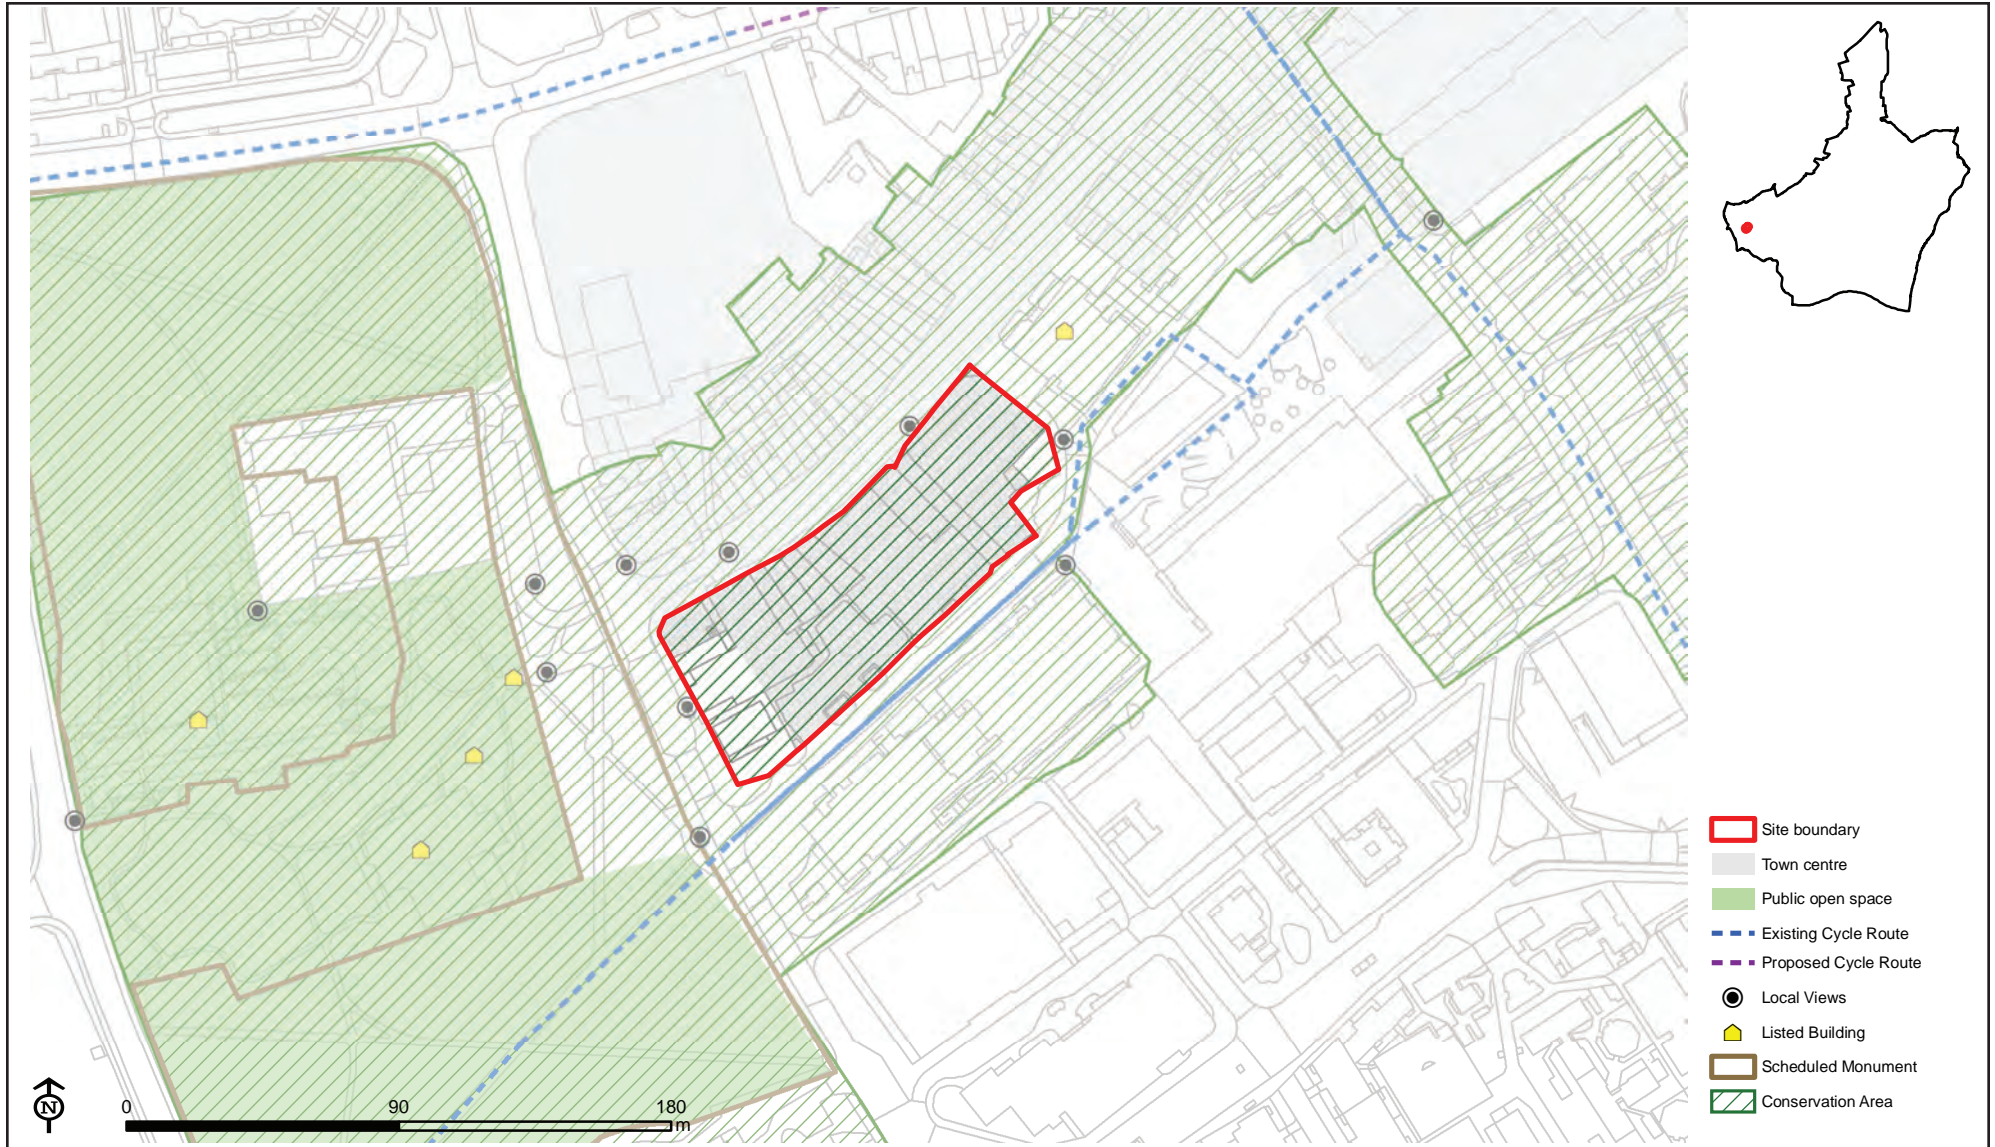 Site boundary
Town centre
Public open space
Existing Cycle Route
Proposed Cycle Route
Local Views
Listed Building
Scheduled Monument
Conservation Area
N
0 90 180
m